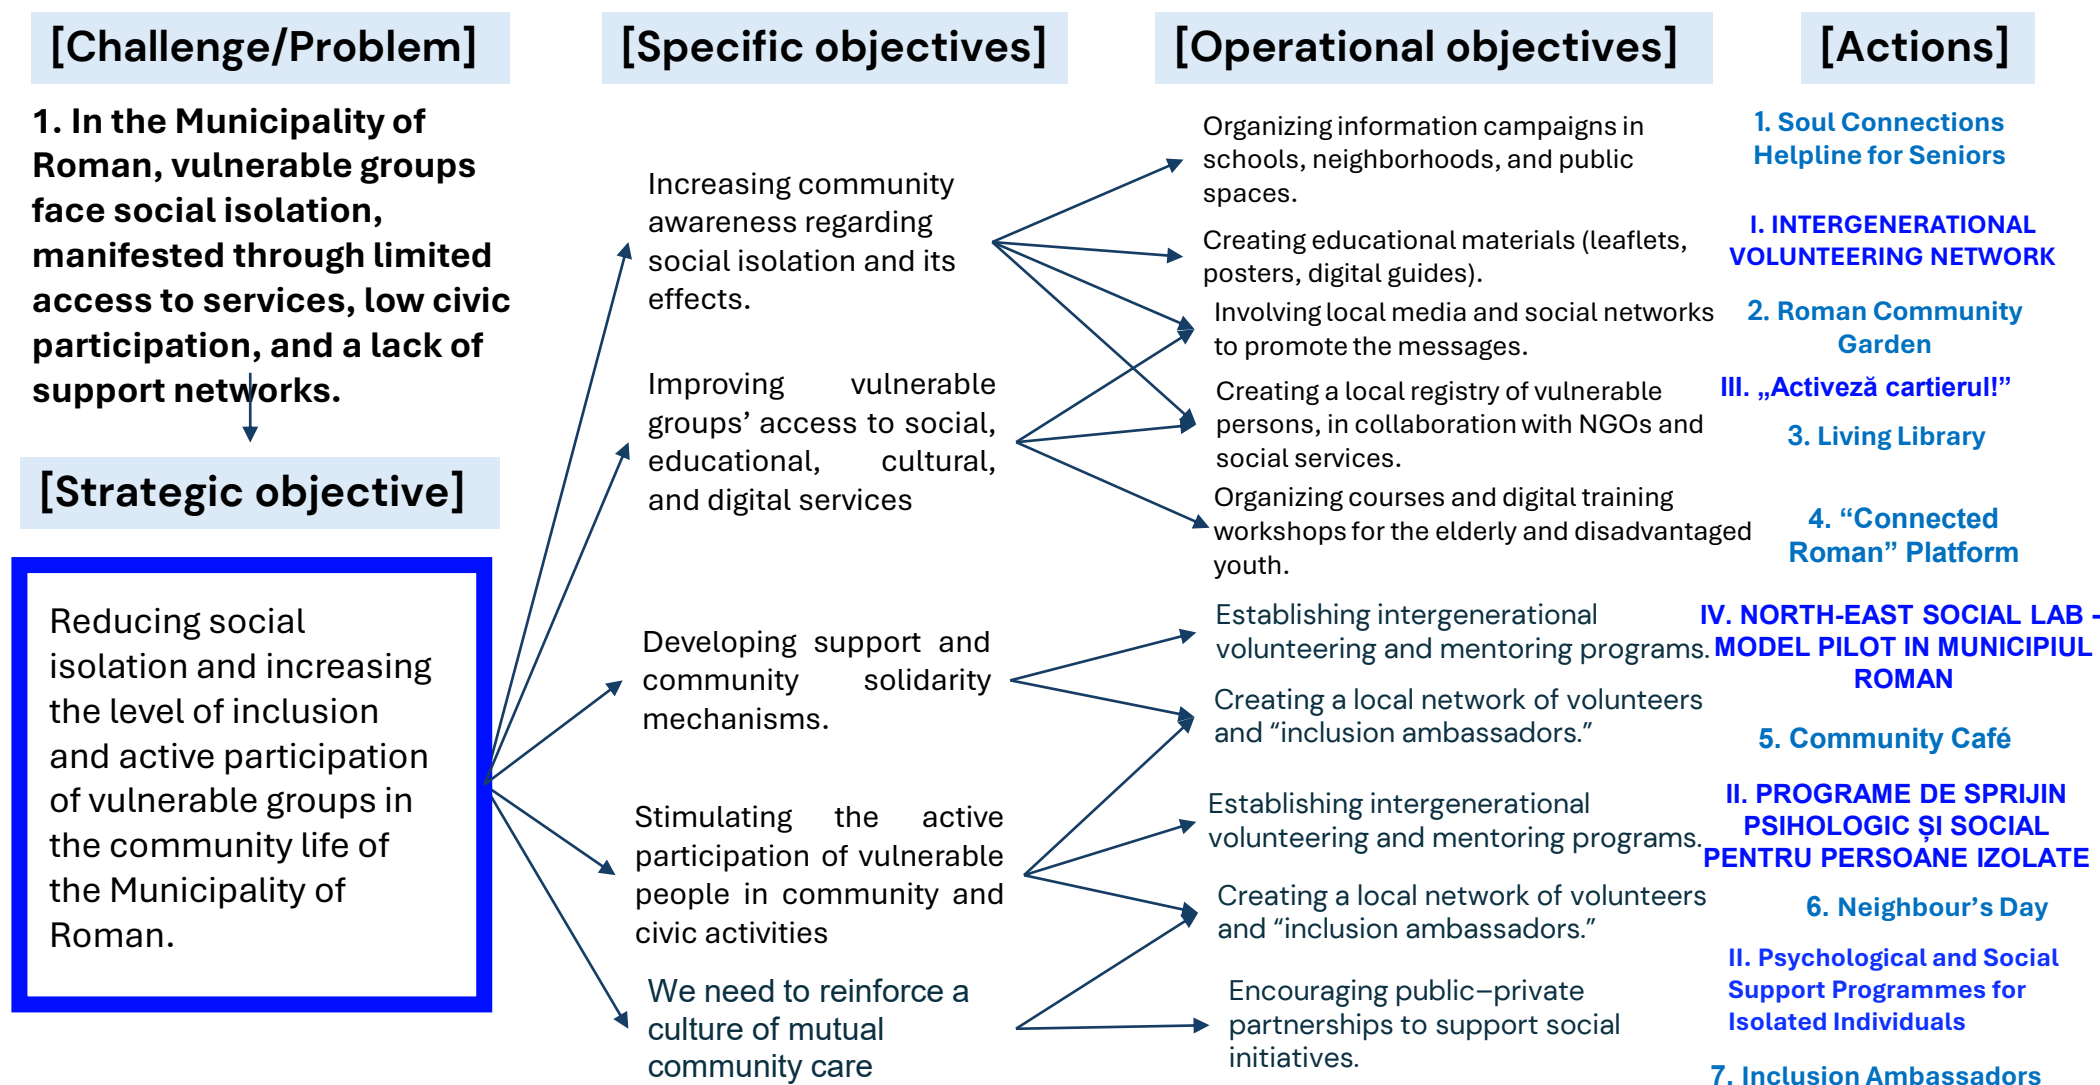 [Challenge/Problem]
1. In the Municipality of
Roman, vulnerable groups
face social isolation,
manifested through limited
access to services, low civic
participation, and a lack of
support networks.
[Strategic objective]
Reducing social
isolation and increasing
the level of inclusion
and active participation
of vulnerable groups in
the community life of
the Municipality of
Roman.
[Specific objectives]
Increasing community
awareness regarding
social isolation and its
effects.
Improving vulnerable
groups’ access to social,
educational, cultural,
and digital services
Developing support and
community solidarity
mechanisms.
Stimulating the active
participation of vulnerable
people in community and
civic activities
We need to reinforce a
culture of mutual
community care
[Operational objectives]
Organizing information campaigns in
schools, neighborhoods, and public
spaces.
Creating educational materials (leaflets,
posters, digital guides).
Involving local media and social networks
to promote the messages.
Creating a local registry of vulnerable
persons, in collaboration with NGOs and
social services.
Organizing courses and digital training
workshops for the elderly and disadvantaged
youth.
Establishing intergenerational
volunteering and mentoring programs.
Creating a local network of volunteers
and “inclusion ambassadors.”
Establishing intergenerational
volunteering and mentoring programs.
Creating a local network of volunteers
and “inclusion ambassadors.”
Encouraging public–private
partnerships to support social
initiatives.
[Actions]
1. Soul Connections
Helpline for Seniors
I. INTERGENERATIONAL
VOLUNTEERING NETWORK
2. Roman Community
Garden
III. „Activeză cartierul!”
3. Living Library
4. “Connected
Roman” Platform
IV. NORTH-EAST SOCIAL LAB -
MODEL PILOT IN MUNICIPIUL
ROMAN
5. Community Café
II. PROGRAME DE SPRIJIN
PSIHOLOGIC ȘI SOCIAL
PENTRU PERSOANE IZOLATE
6. Neighbour’s Day
II. Psychological and Social
Support Programmes for
Isolated Individuals
7. Inclusion Ambassadors